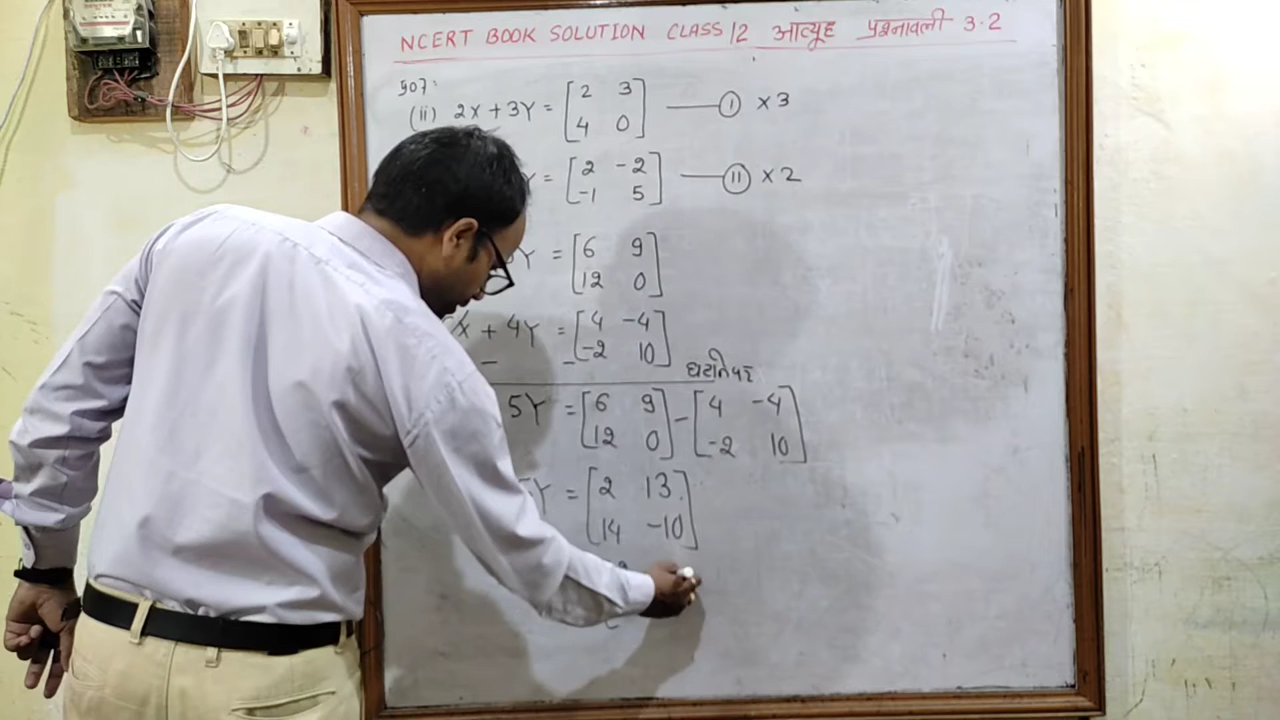 NCERT BOOK SOLUTION CLASS 12 आव्यूह प्रश्नावली 3.2
(ii) 2X + 3Y = [2 3 4 0] —— (I) ×3
Y = [2 -2 -1 5] —— (II) ×2
Y = [6 9 12 0]
X + 4Y = [4 -4 -2 10]
- -
घटाने पर
5Y = [6 9 12 0] - [4 -4 -2 10]
5Y = [2 13 14 -10]